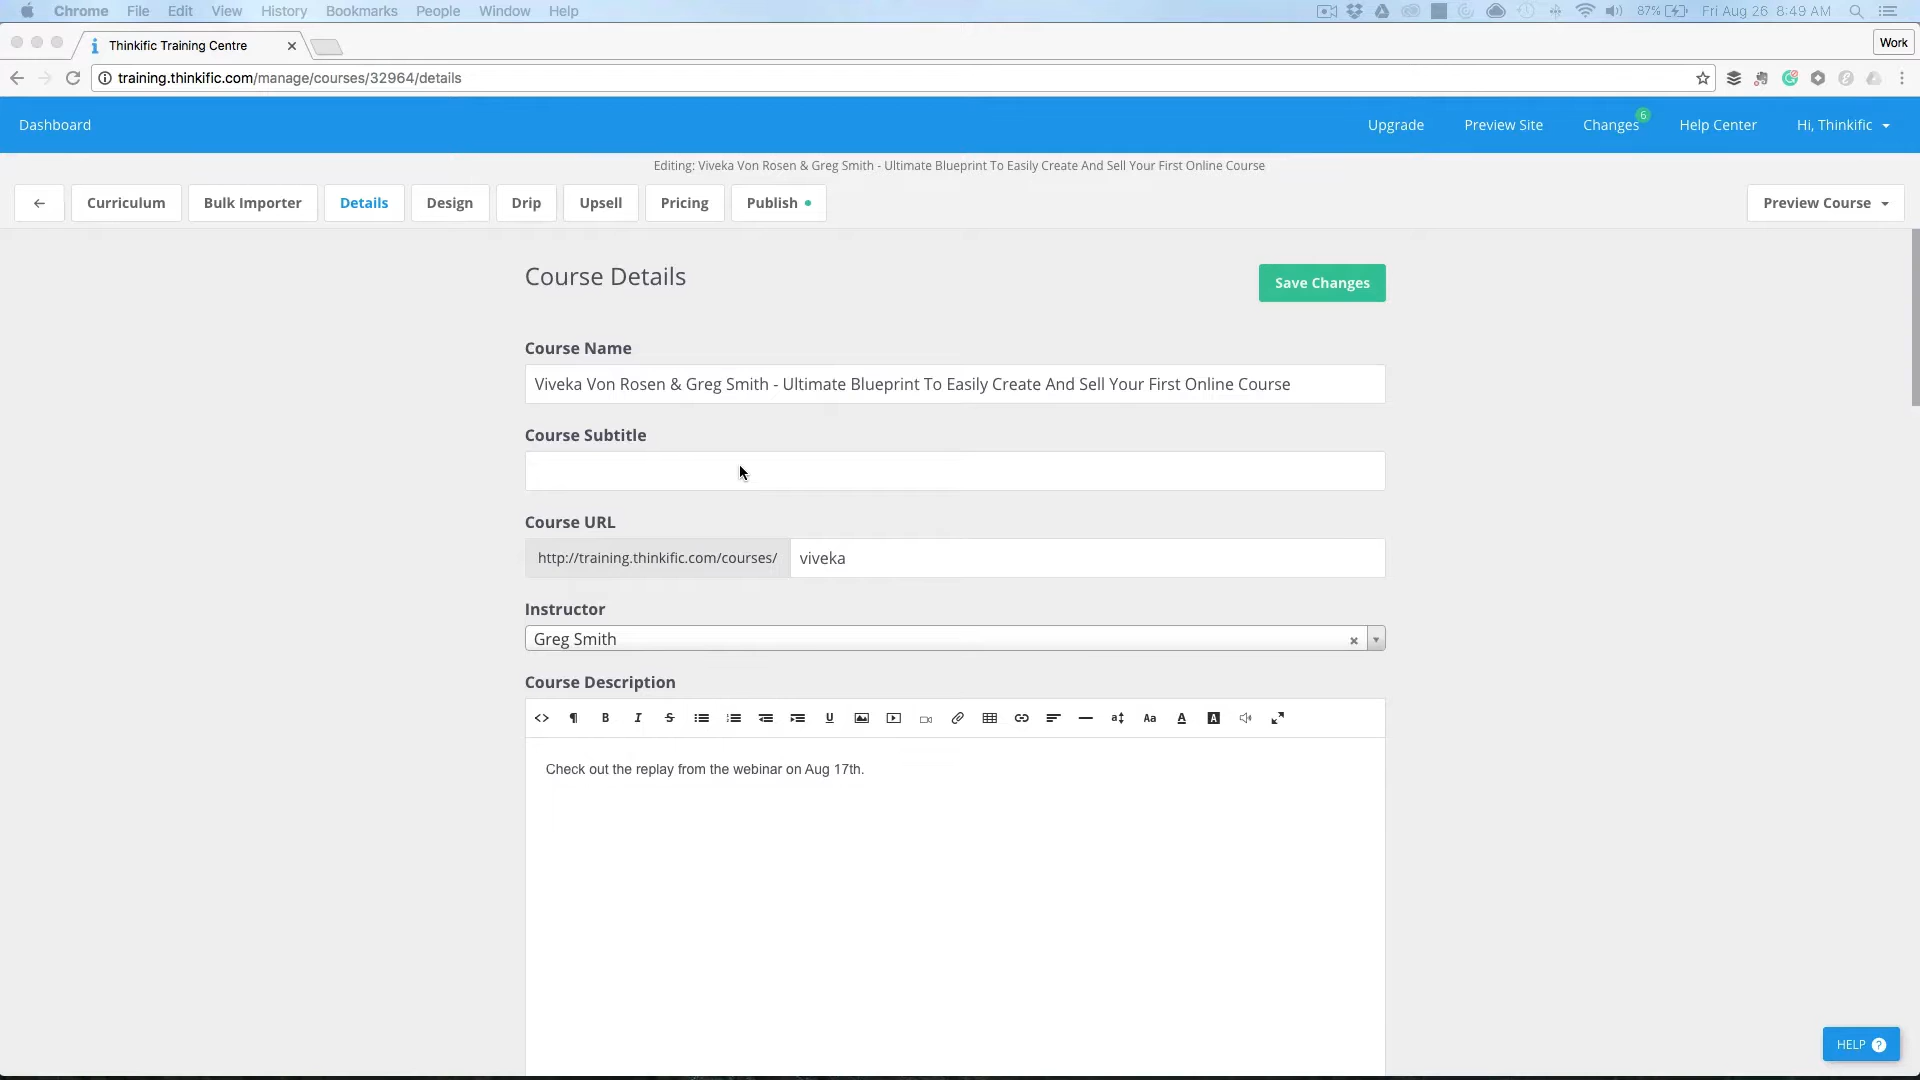 Chrome File Edit View History Bookmarks People Window Help 87% Fri Aug 26 8:49 AM
Thinkific Training Centre
Work
training.thinkific.com/manage/courses/32964/details
Dashboard Upgrade Preview Site Changes 6 Help Center Hi, Thinkific
Editing: Viveka Von Rosen & Greg Smith - Ultimate Blueprint To Easily Create And Sell Your First Online Course
Curriculum Bulk Importer Details Design Drip Upsell Pricing Publish Preview Course
Course Details
Save Changes
Course Name
Viveka Von Rosen & Greg Smith - Ultimate Blueprint To Easily Create And Sell Your First Online Course
Course Subtitle
Course URL
http://training.thinkific.com/courses/ viveka
Instructor
Greg Smith
Course Description
Check out the replay from the webinar on Aug 17th.
HELP ?